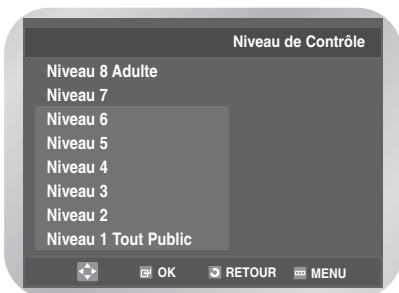 Niveau de Contrôle
Niveau 8 Adulte
Niveau 7
Niveau 6
Niveau 5
Niveau 4
Niveau 3
Niveau 2
Niveau 1 Tout Public
OK RETOUR MENU